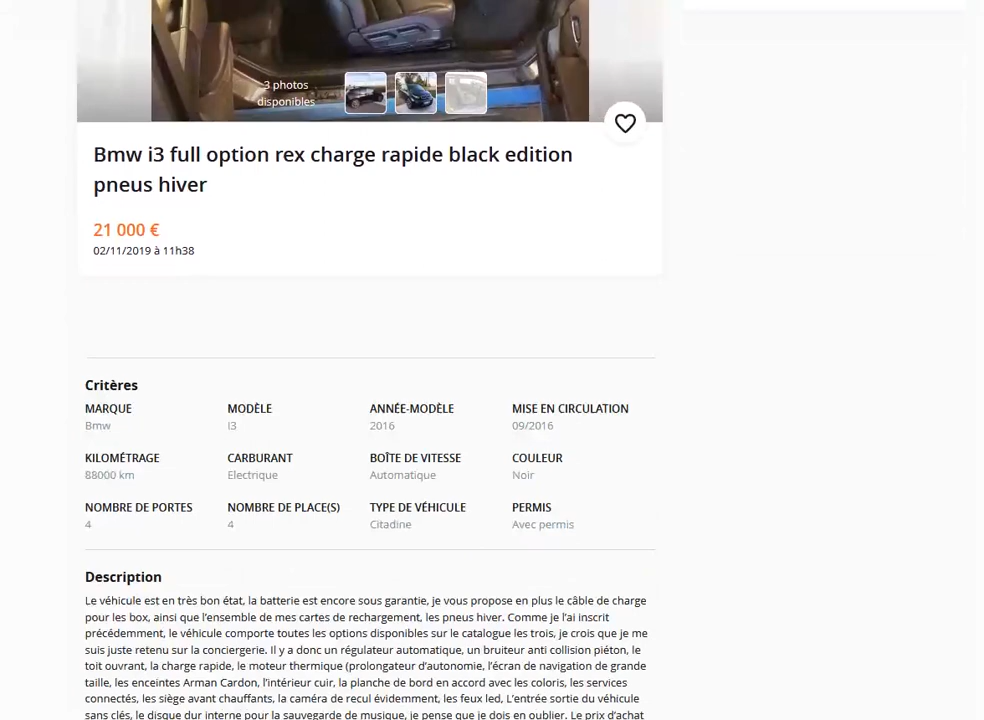 3 photos
disponibles
Bmw i3 full option rex charge rapide black edition
pneus hiver
21 000 €
02/11/2019 à 11h38
Critères
MARQUE MODÈLE ANNÉE-MODÈLE MISE EN CIRCULATION
Bmw I3 2016 09/2016
KILOMÉTRAGE CARBURANT BOÎTE DE VITESSE COULEUR
88000 km Electrique Automatique Noir
NOMBRE DE PORTES NOMBRE DE PLACE(S) TYPE DE VÉHICULE PERMIS
4 4 Citadine Avec permis
Description
Le véhicule est en très bon état, la batterie est encore sous garantie, je vous propose en plus le câble de charge
pour les box, ainsi que l’ensemble de mes cartes de rechargement, les pneus hiver. Comme je l’ai inscrit
précédemment, le véhicule comporte toutes les options disponibles sur le catalogue les trois, je crois que je me
suis juste retenu sur la conciergerie. Il y a donc un régulateur automatique, un bruiteur anti collision piéton, le
toit ouvrant, la charge rapide, le moteur thermique (prolongateur d’autonomie, l’écran de navigation de grande
taille, les enceintes Arman Cardon, l’intérieur cuir, la planche de bord en accord avec les coloris, les services
connectés, les siège avant chauffants, la caméra de recul évidemment, les feux led, L’entrée sortie du véhicule
sans clés, le disque dur interne pour la sauvegarde de musique, je pense que je dois en oublier. Le prix d’achat